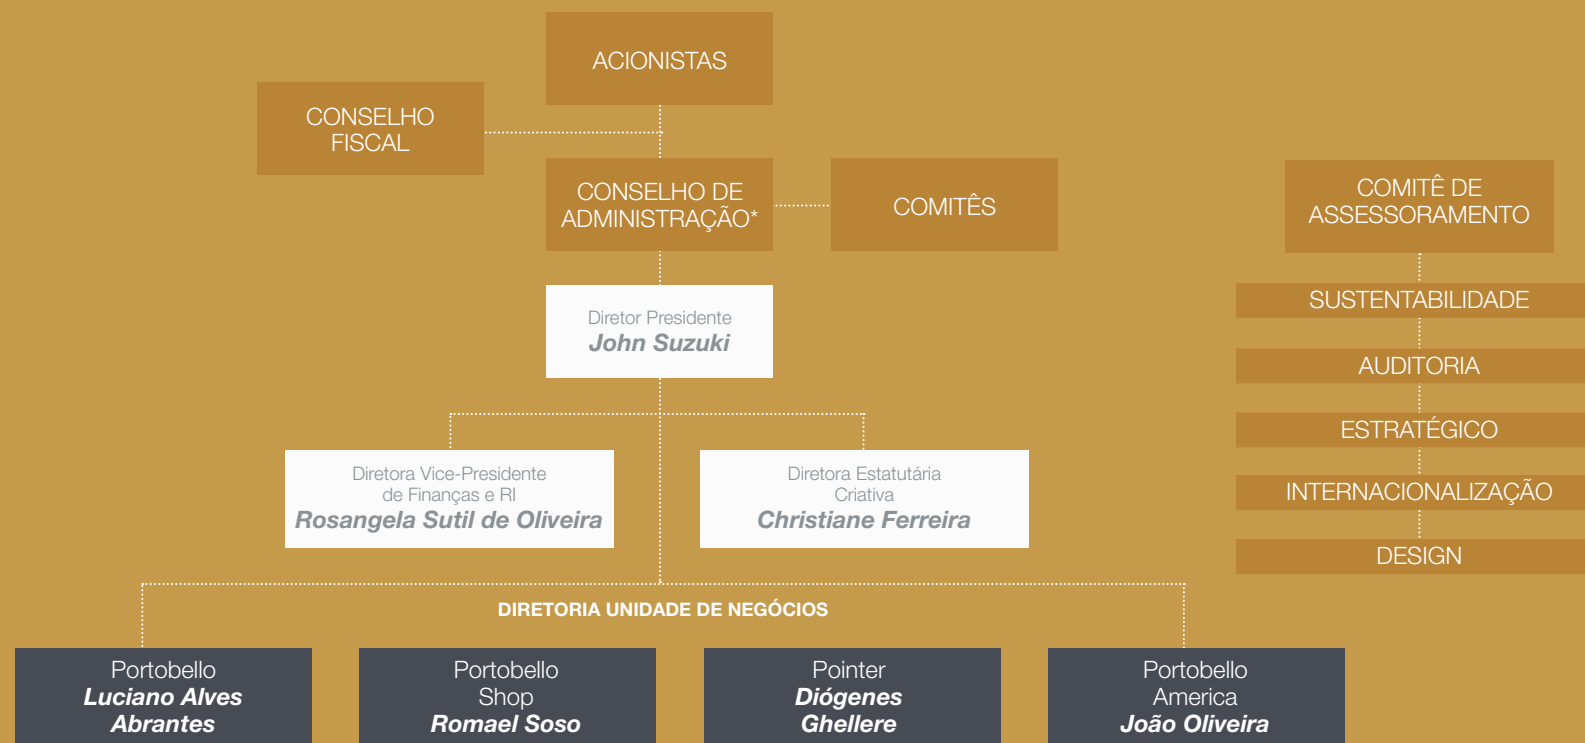 ACIONISTAS
CONSELHO
FISCAL
CONSELHO DE
ADMINISTRAÇÃO*
COMITÊS
Diretor Presidente
John Suzuki
Diretora Vice-Presidente
de Finanças e RI
Rosangela Sutil de Oliveira
Diretora Estatutária
Criativa
Christiane Ferreira
DIRETORIA UNIDADE DE NEGÓCIOS
Portobello
Luciano Alves
Abrantes
Portobello
Shop
Romael Soso
Pointer
Diógenes
Ghellere
Portobello
America
João Oliveira
COMITÊ DE
ASSESSORAMENTO
SUSTENTABILIDADE
AUDITORIA
ESTRATÉGICO
INTERNACIONALIZAÇÃO
DESIGN